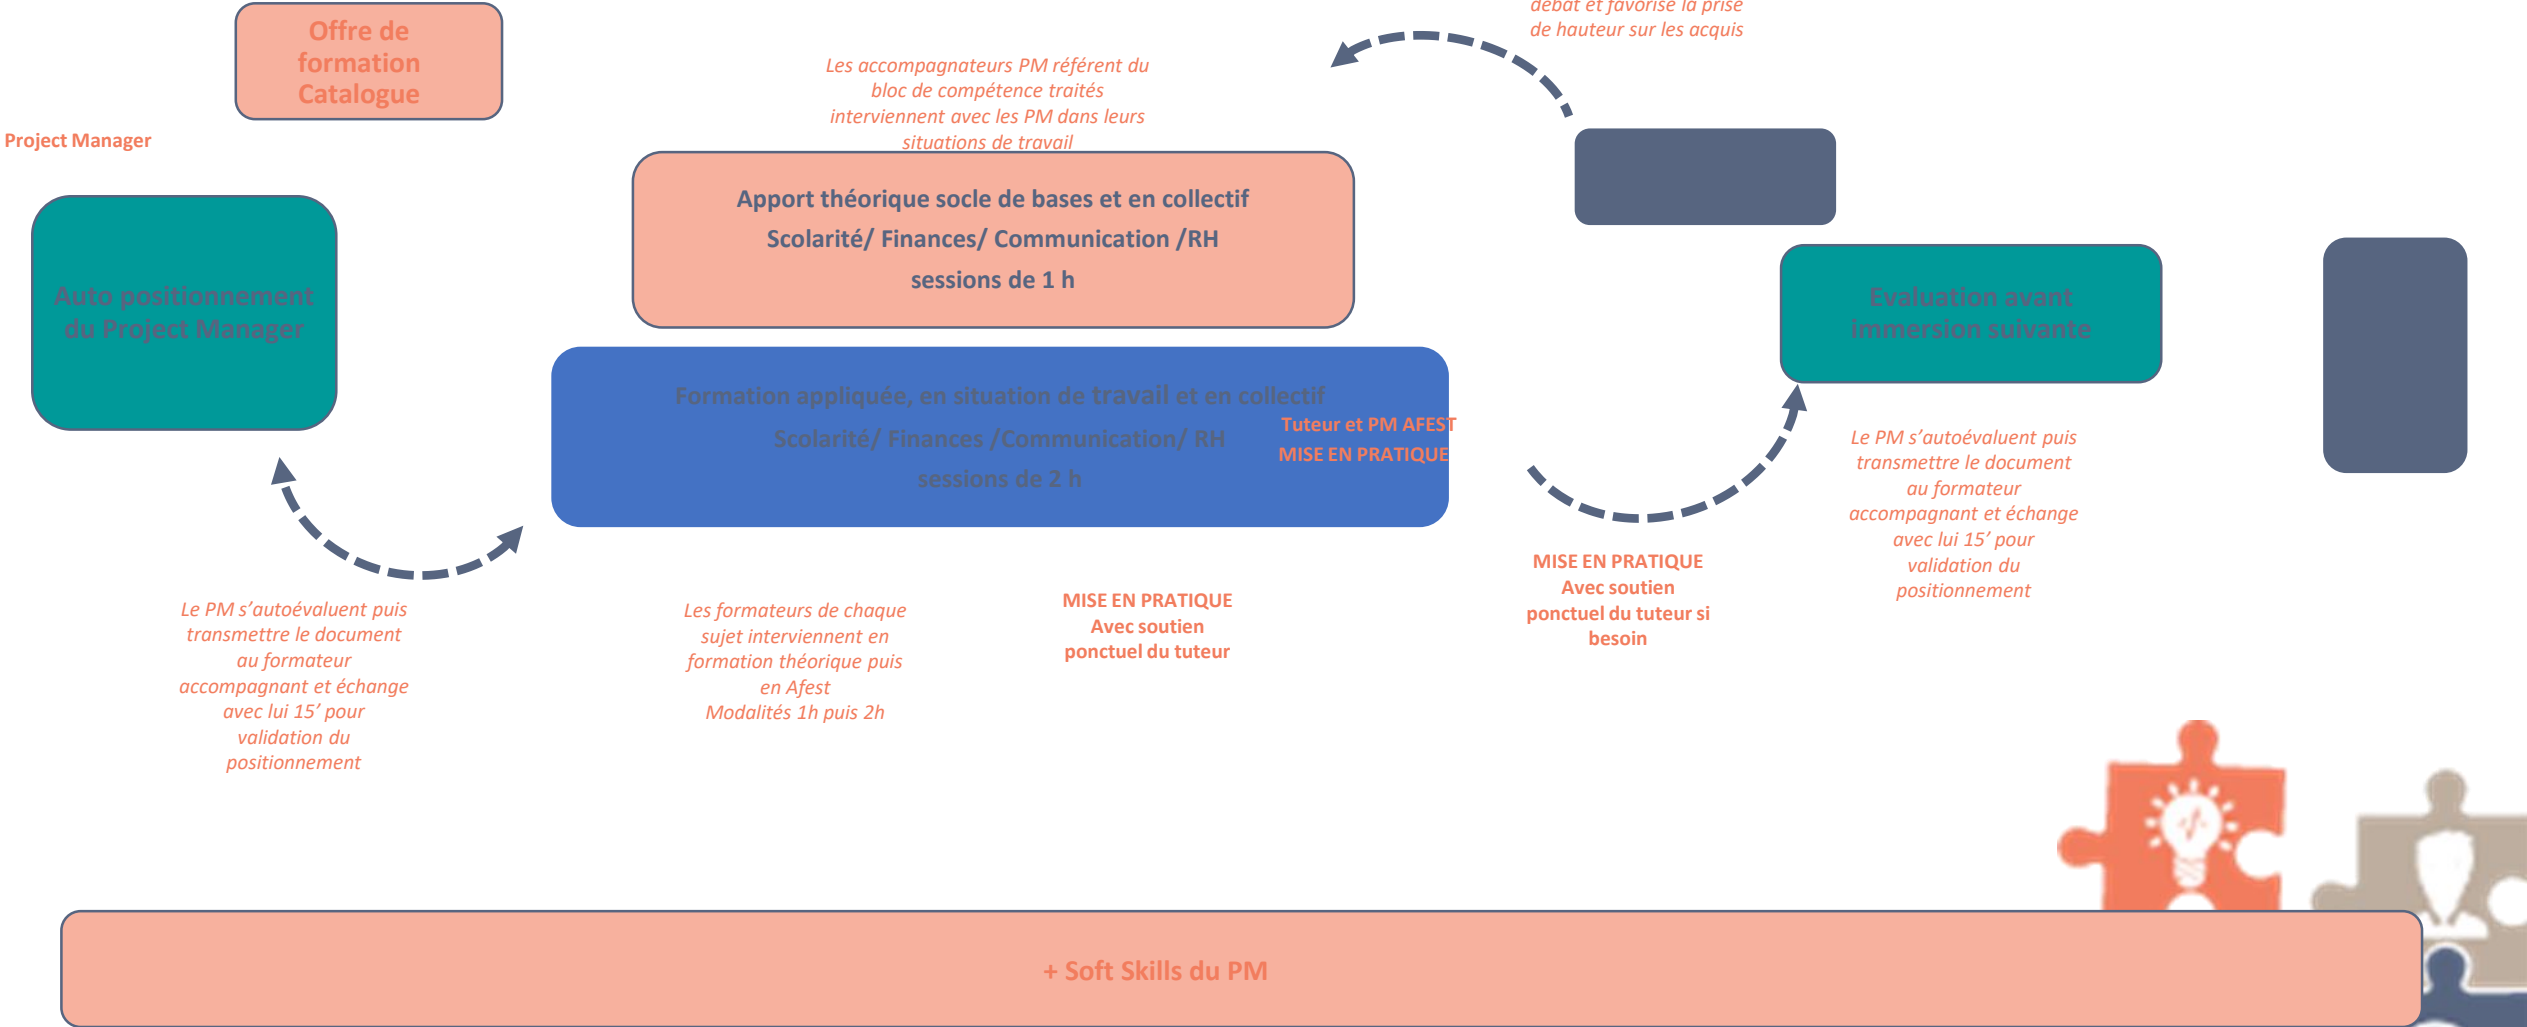 débat et favorise la prise
de hauteur sur les acquis
Offre de
formation
Catalogue
Les accompagnateurs PM référent du
bloc de compétence traités
interviennent avec les PM dans leurs
situations de travail
Project Manager
Apport théorique socle de bases et en collectif
Scolarité/ Finances/ Communication /RH
sessions de 1 h
Auto positionnement
du Project Manager
Evaluation avant
immersion suivante
Formation appliquée, en situation de travail et en collectif
Scolarité/ Finances /Communication/ RH
sessions de 2 h
Tuteur et PM AFEST
MISE EN PRATIQUE
Le PM s’autoévaluent puis
transmettre le document
au formateur
accompagnant et échange
avec lui 15’ pour
validation du
positionnement
MISE EN PRATIQUE
Avec soutien
ponctuel du tuteur si
besoin
Le PM s’autoévaluent puis
transmettre le document
au formateur
accompagnant et échange
avec lui 15’ pour
validation du
positionnement
Les formateurs de chaque
sujet interviennent en
formation théorique puis
en Afest
Modalités 1h puis 2h
MISE EN PRATIQUE
Avec soutien
ponctuel du tuteur
+ Soft Skills du PM